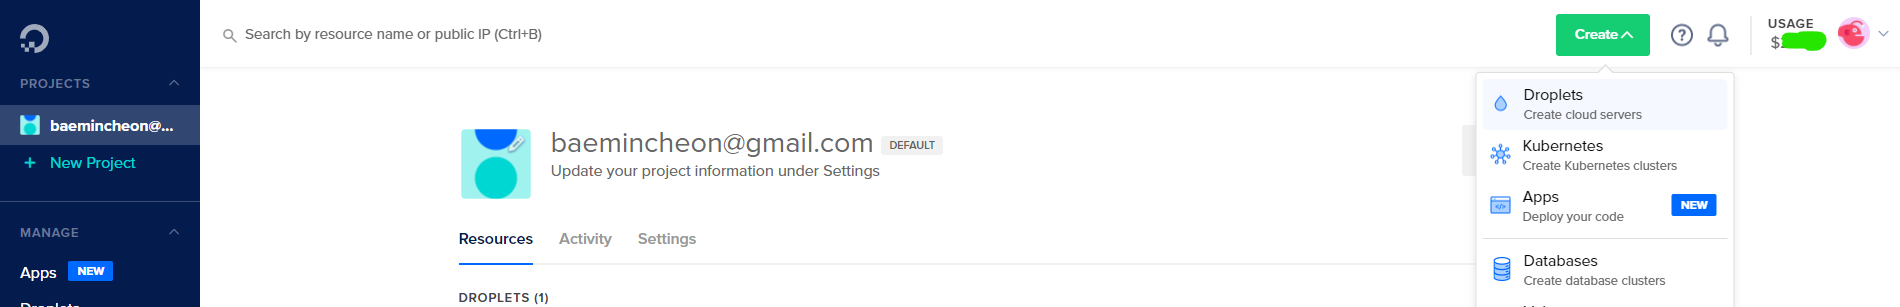 Search by resource name or public IP (Ctrl+B)
Create
USAGE
$
PROJECTS
baemincheon@...
+ New Project
MANAGE
Apps NEW
Droplets
baemincheon@gmail.com DEFAULT
Update your project information under Settings
Resources Activity Settings
DROPLETS (1)
Droplets
Create cloud servers
Kubernetes
Create Kubernetes clusters
Apps
Deploy your code
NEW
Databases
Create database clusters